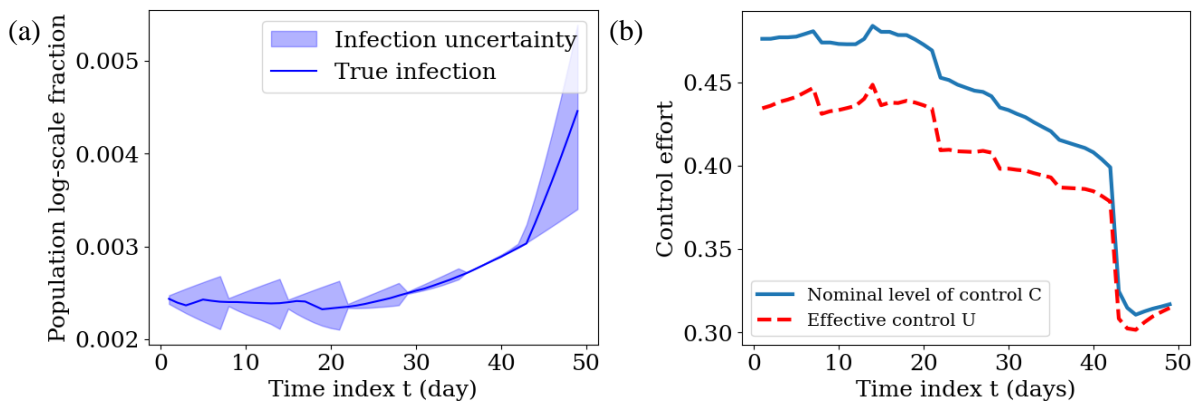 (a)
Population log-scale fraction
0.005
0.004
0.003
0.002
Infection uncertainty
True infection
0 10 20 30 40 50
Time index t (day)
(b)
Control effort
0.45
0.40
0.35
0.30
Nominal level of control C
Effective control U
0 10 20 30 40 50
Time index t (days)